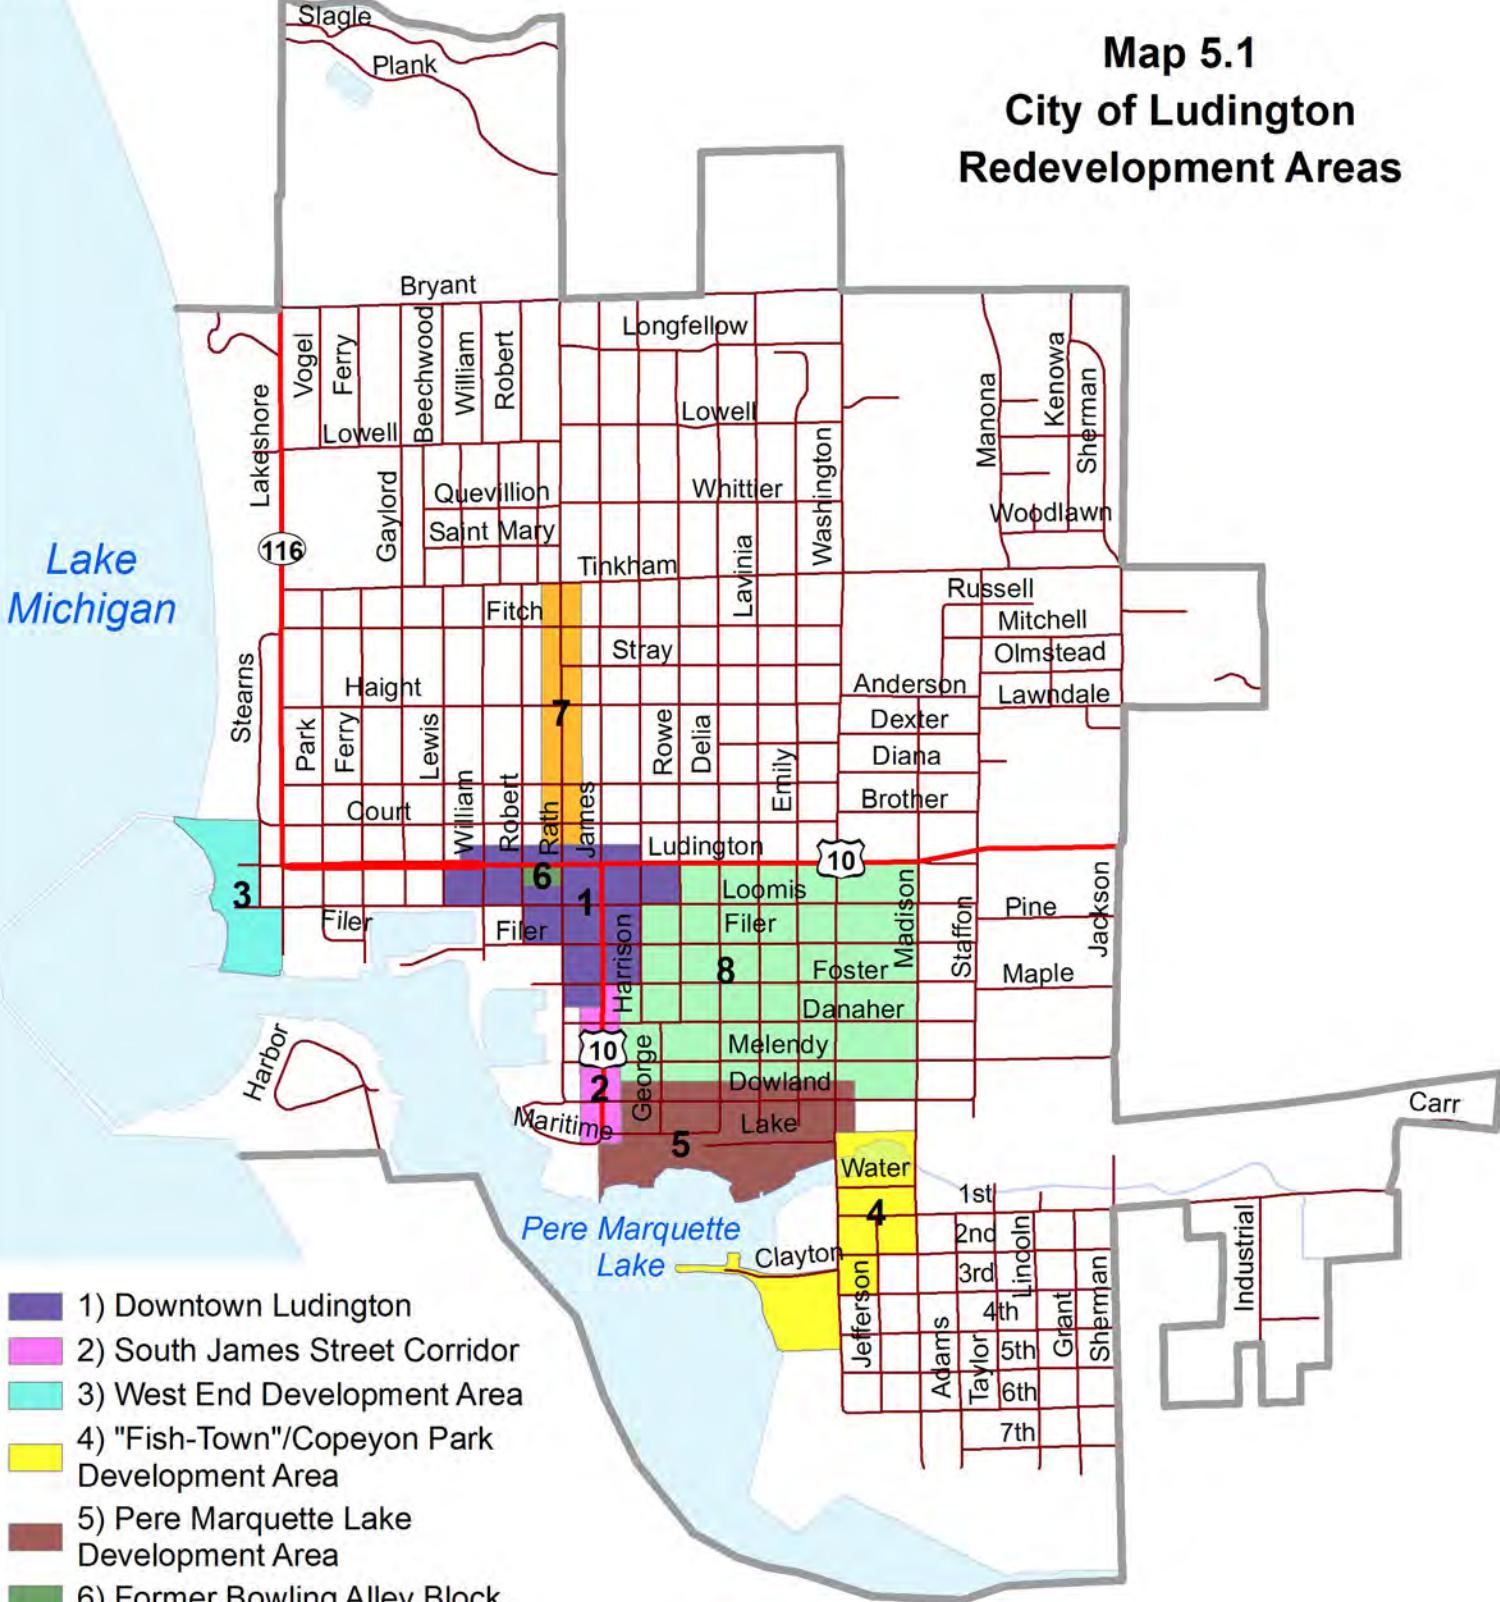 Map 5.1
City of Ludington
Redevelopment Areas
Slagle
Plank
Bryant
Longfellow
Vogel
Ferry
Beechwood
William
Robert
Lowell
Lowell
Lakeshore
Gaylord
Quevillion
Saint Mary
Whittier
Washington
Manona
Kenowa
Sherman
Woodlawn
116
Lake
Michigan
Tinkham
Lavinia
Fitch
Stray
Russell
Mitchell
Olmstead
Lawndale
Stearns
Haight
7
Anderson
Dexter
Diana
Brother
Park
Ferry
Lewis
William
Robert
Rath
James
Rowe
Delia
Emily
Court
Ludington
10
3
6
1
Loomis
Filer
Filer
Filer
Harrison
8
Foster
Danaher
Madison
Staffon
Pine
Maple
Jackson
Harbor
10
George
Melendy
2
Dowland
Maritime
5
Lake
Carr
Water
4
Pere Marquette
Lake
Clayton
Jefferson
1st
2nd
3rd
4th
5th
6th
7th
Adams
Taylor
Lincoln
Grant
Sherman
Industrial
1) Downtown Ludington
2) South James Street Corridor
3) West End Development Area
4) "Fish-Town"/Copeyon Park
Development Area
5) Pere Marquette Lake
Development Area
6) Former Bowling Alley Block